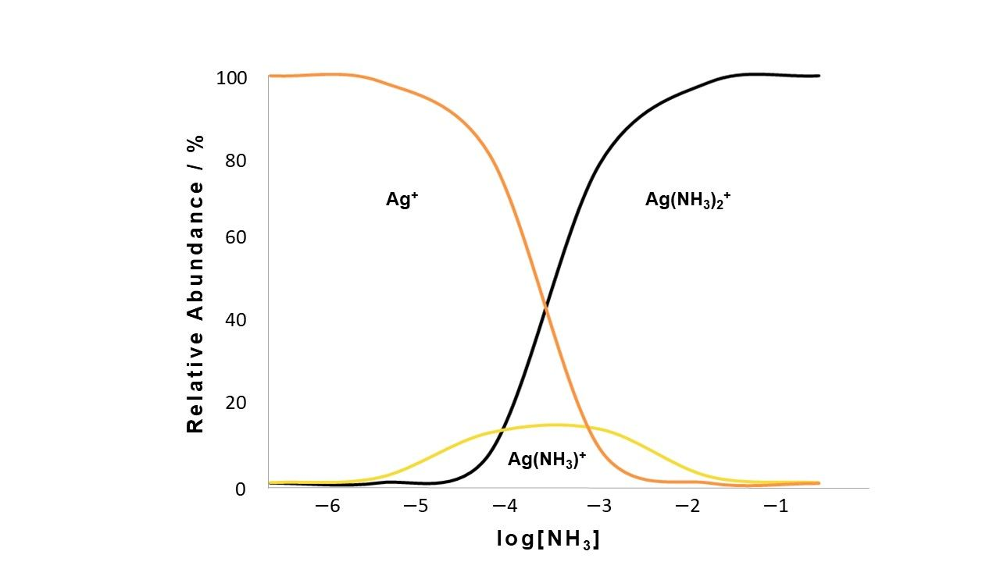 100
80
60
40
20
0
Relative Abundance / %
Ag⁺
Ag(NH₃)₂⁺
Ag(NH₃)⁺
−6 −5 −4 −3 −2 −1
log[NH₃]